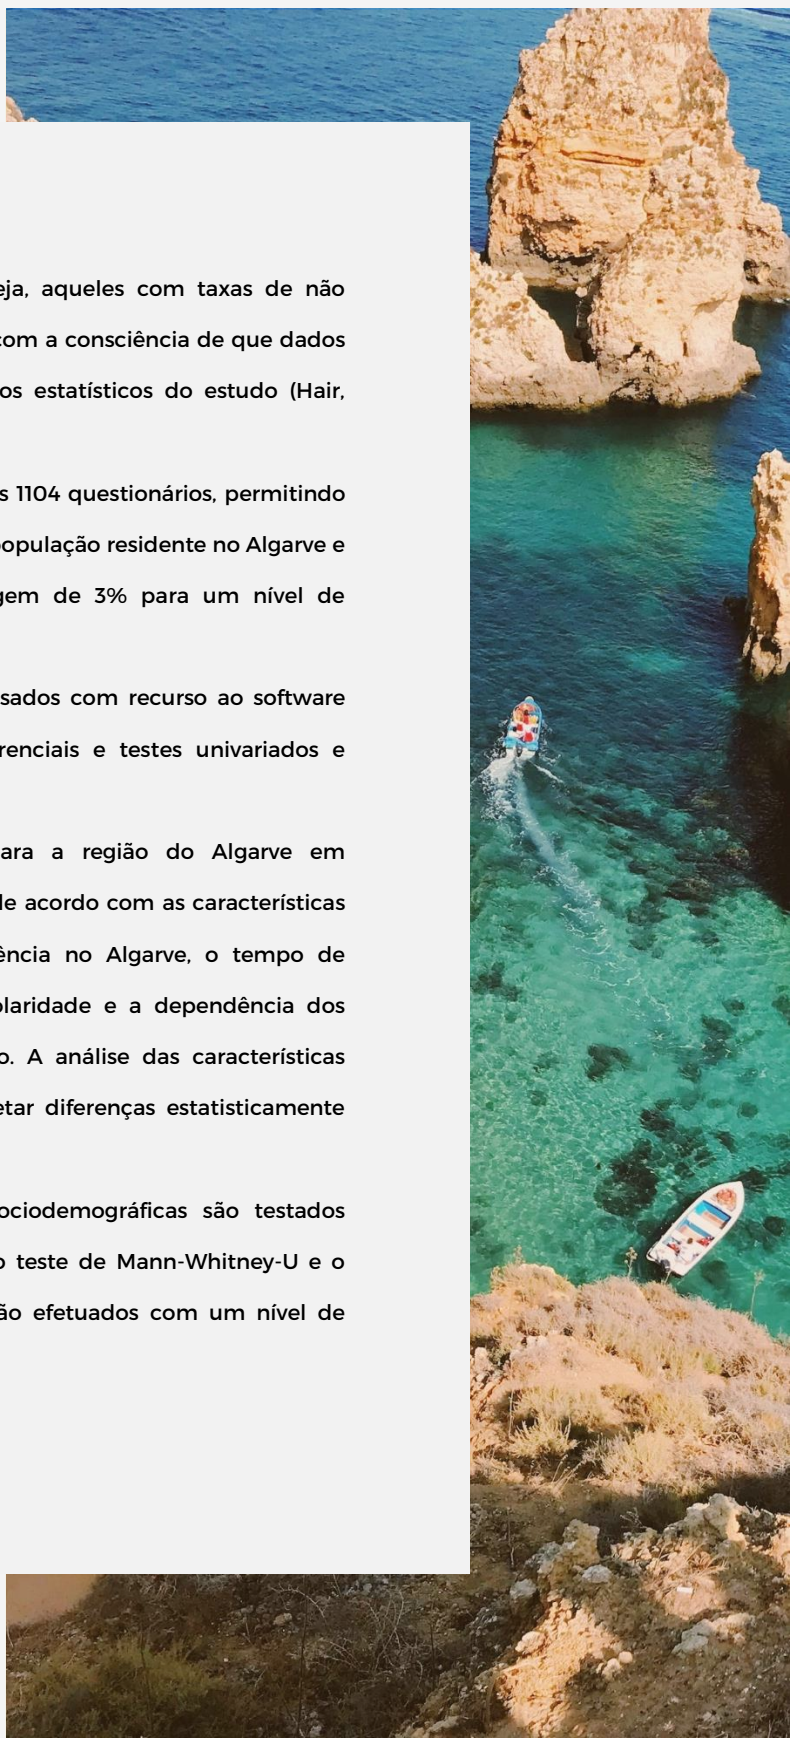 eja, aqueles com taxas de não
com a consciência de que dados
os estatísticos do estudo (Hair,
s 1104 questionários, permitindo
população residente no Algarve e
gem de 3% para um nível de
sados com recurso ao software
renciais e testes univariados e
ara a região do Algarve em
de acordo com as características
ência no Algarve, o tempo de
olaridade e a dependência dos
o. A análise das características
etar diferenças estatisticamente
ociodemográficas são testados
o teste de Mann-Whitney-U e o
ão efetuados com um nível de